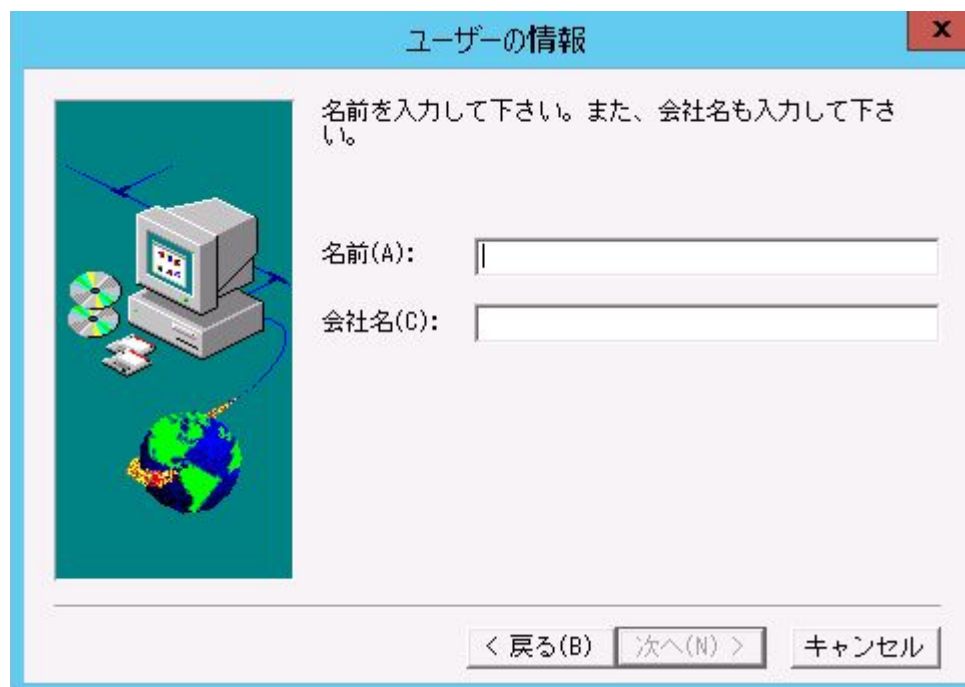 ユーザーの情報
x
名前を入力して下さい。また、会社名も入力して下さ
い。
名前(A):
会社名(C):
< 戻る(B)
次へ(N) >
キャンセル